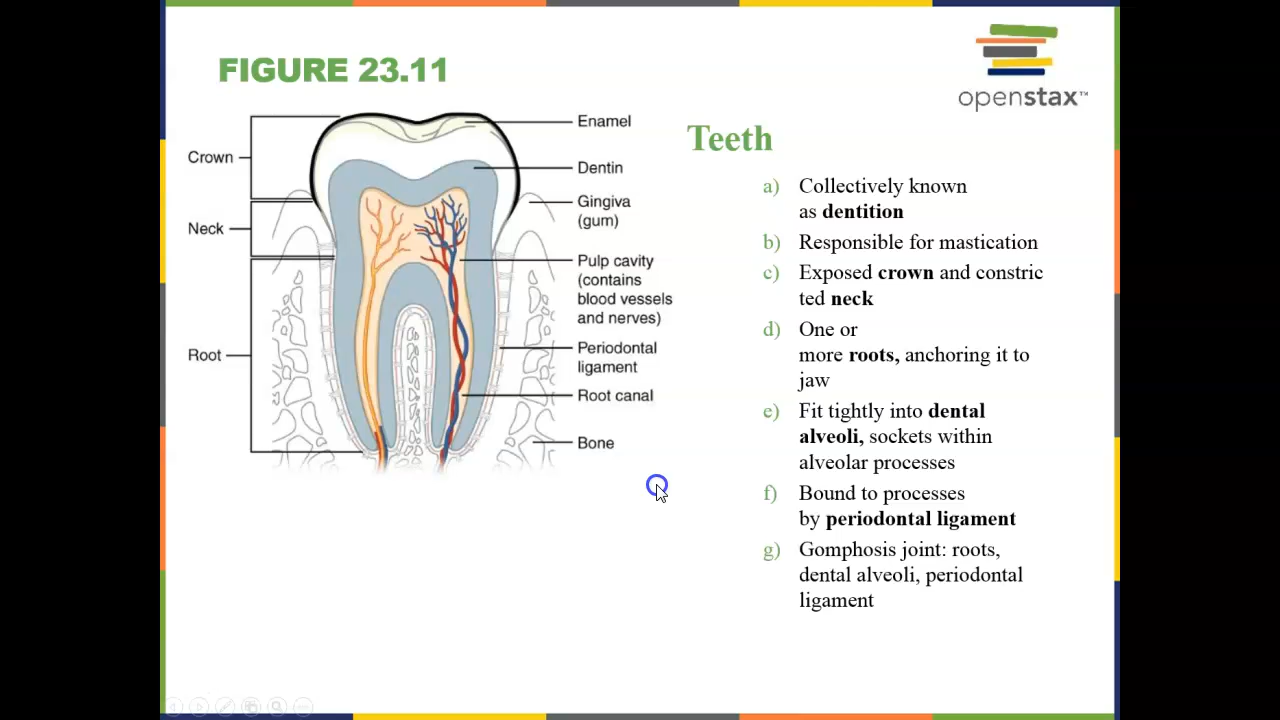 FIGURE 23.11
openstax™
Crown
Neck
Root
Enamel
Dentin
Gingiva
(gum)
Pulp cavity
(contains
blood vessels
and nerves)
Periodontal
ligament
Root canal
Bone
Teeth
a) Collectively known
as dentition
b) Responsible for mastication
c) Exposed crown and constric
ted neck
d) One or
more roots, anchoring it to
jaw
e) Fit tightly into dental
alveoli, sockets within
alveolar processes
f) Bound to processes
by periodontal ligament
g) Gomphosis joint: roots,
dental alveoli, periodontal
ligament